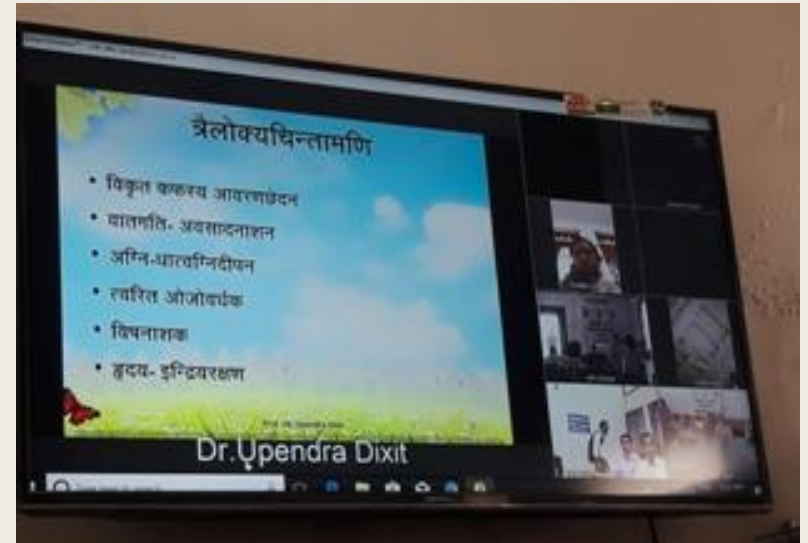 त्रैलोक्यचिन्तामणि
• विकृत कफस्य आवरणछेदन
• वातगति- अवसादनाशन
• अग्नि-धात्वग्निदीपन
• त्वरित ओजोवर्धक
• विषनाशक
• हृदय- इन्द्रियरक्षण
Dr.Upendra Dixit